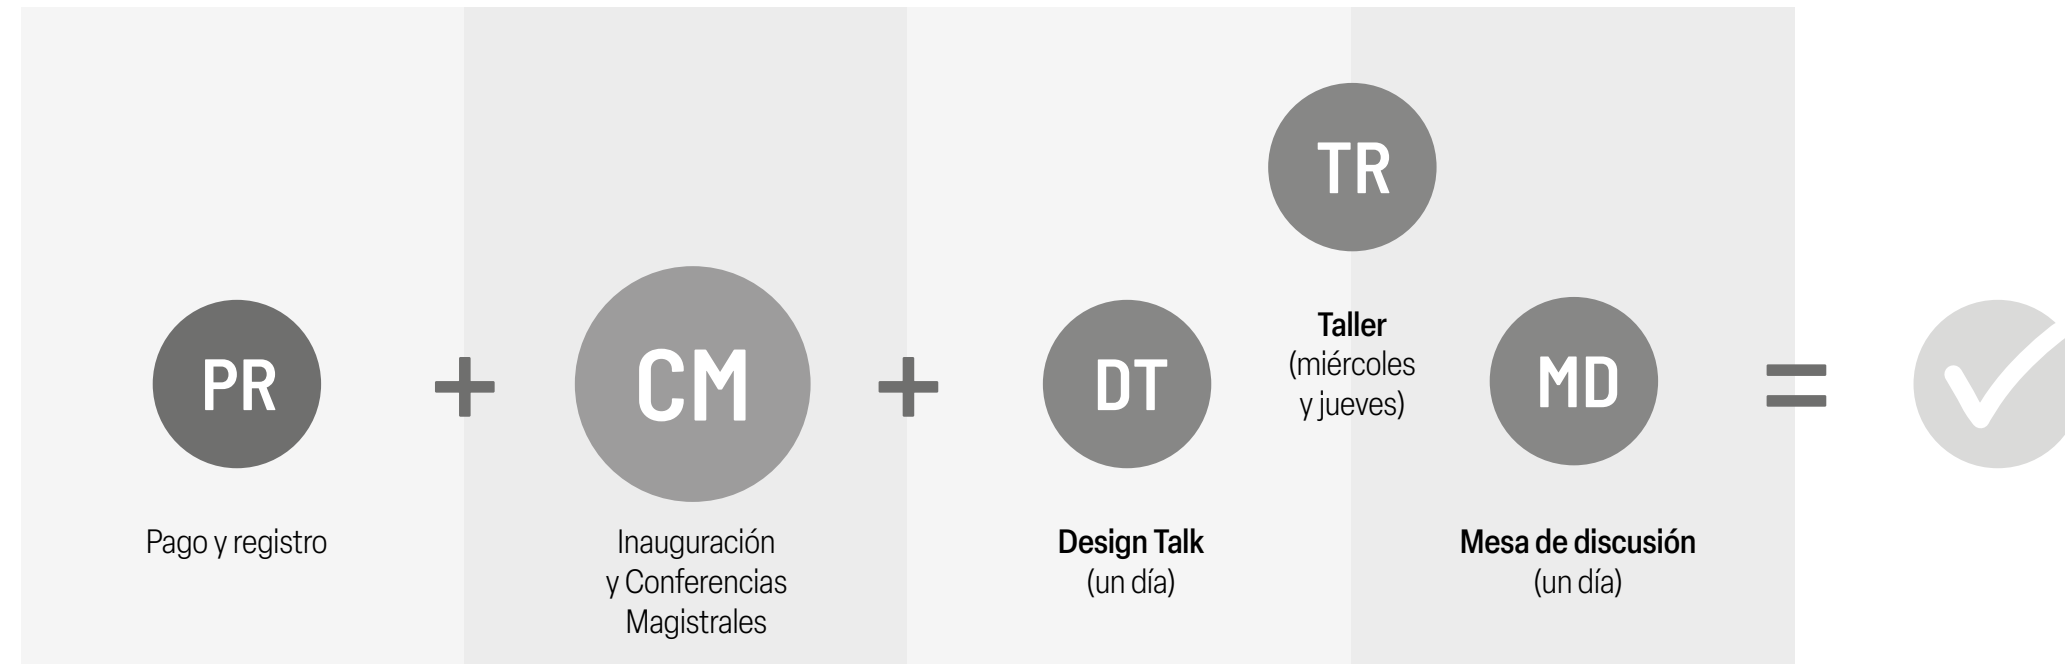 PR
+
CM
+
DT
TR
MD
=
Pago y registro
Inauguración
y Conferencias
Magistrales
Design Talk
(un día)
Taller
(miércoles
y jueves)
Mesa de discusión
(un día)